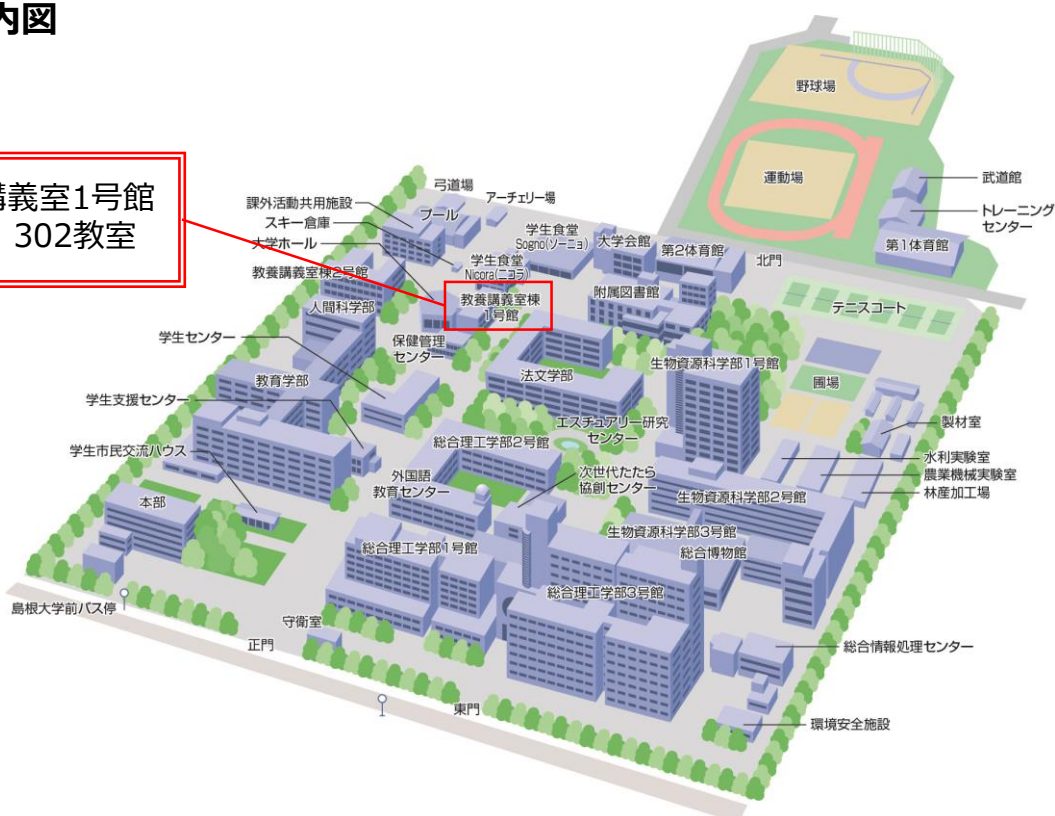 内図
講義室1号館
302教室
野球場
運動場
武道館
トレーニング
センター
第1体育館
北門
弓道場
アーチェリー場
課外活動共用施設
プール
スキー倉庫
学生食堂
Sogno(ソーニョ)
大学会館
第2体育館
大学ホール
学生食堂
Nicora(ニコラ)
教養講義室棟2号館
教養講義室棟
1号館
附属図書館
テニスコート
人間科学部
学生センター
保健管理
センター
生物資源科学部1号館
教育学部
法文学部
圃場
学生支援センター
エスチュアリー研究
センター
製材室
学生市民交流ハウス
総合理工学部2号館
水利実験室
外国語
教育センター
次世代たたら
協創センター
農業機械実験室
林産加工場
本部
生物資源科学部2号館
生物資源科学部3号館
総合理工学部1号館
総合博物館
総合理工学部3号館
島根大学前バス停
守衛室
正門
総合情報処理センター
東門
環境安全施設